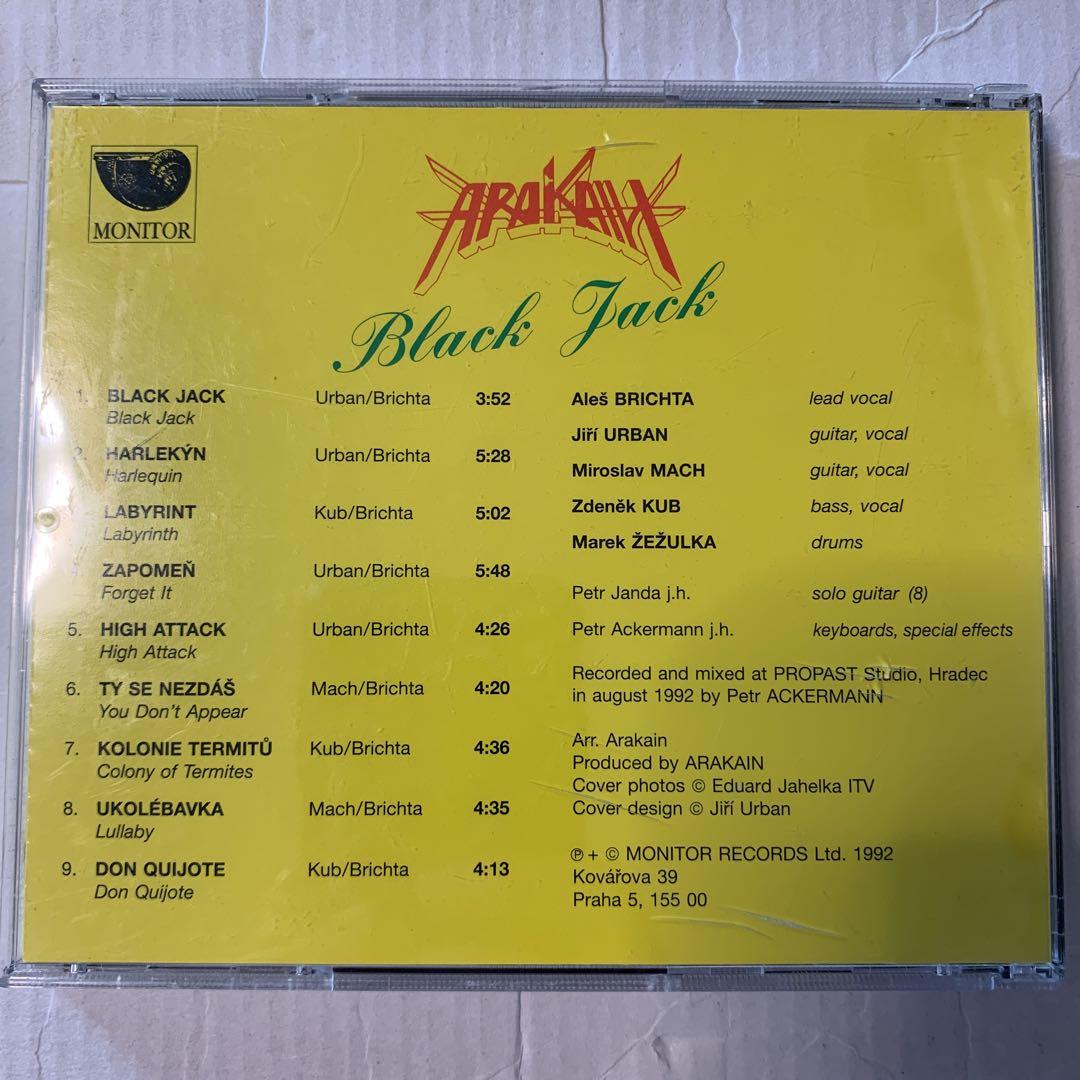 MONITOR
ARAKAIN
Black Jack
1. BLACK JACK Urban/Brichta 3:52
Black Jack
2. HARLEKÝN Urban/Brichta 5:28
Harlequin
LABYRINT Kub/Brichta 5:02
Labyrinth
4. ZAPOMEŇ Urban/Brichta 5:48
Forget It
5. HIGH ATTACK Urban/Brichta 4:26
High Attack
6. TY SE NEZDÁŠ Mach/Brichta 4:20
You Don't Appear
7. KOLONIE TERMITŮ Kub/Brichta 4:36
Colony of Termites
8. UKOLÉBAVKA Mach/Brichta 4:35
Lullaby
9. DON QUIJOTE Kub/Brichta 4:13
Don Quijote
Aleš BRICHTA lead vocal
Jiří URBAN guitar, vocal
Miroslav MACH guitar, vocal
Zdeněk KUB bass, vocal
Marek ŽEŽULKA drums
Petr Janda j.h. solo guitar (8)
Petr Ackermann j.h. keyboards, special effects
Recorded and mixed at PROPAST Studio, Hradec
in august 1992 by Petr ACKERMANN
Arr. Arakain
Produced by ARAKAIN
Cover photos © Eduard Jahelka ITV
Cover design © Jiří Urban
℗ + © MONITOR RECORDS Ltd. 1992
Kovářova 39
Praha 5, 155 00